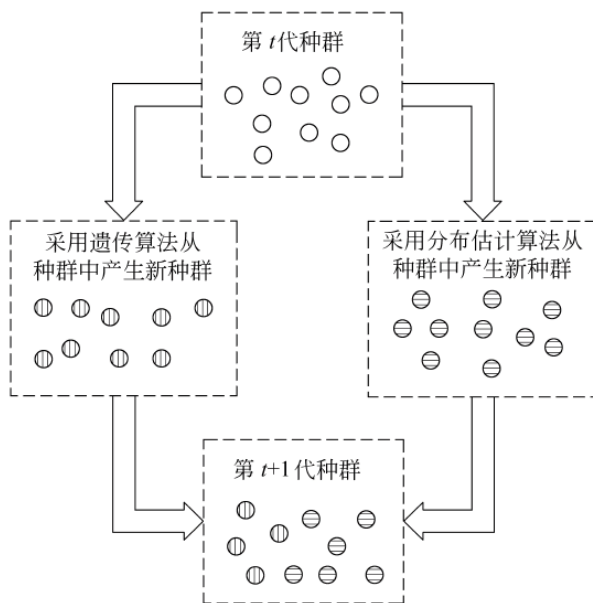 第 t代种群
采用遗传算法从
种群中产生新种群
采用分布估计算法从
种群中产生新种群
第 t+1代种群